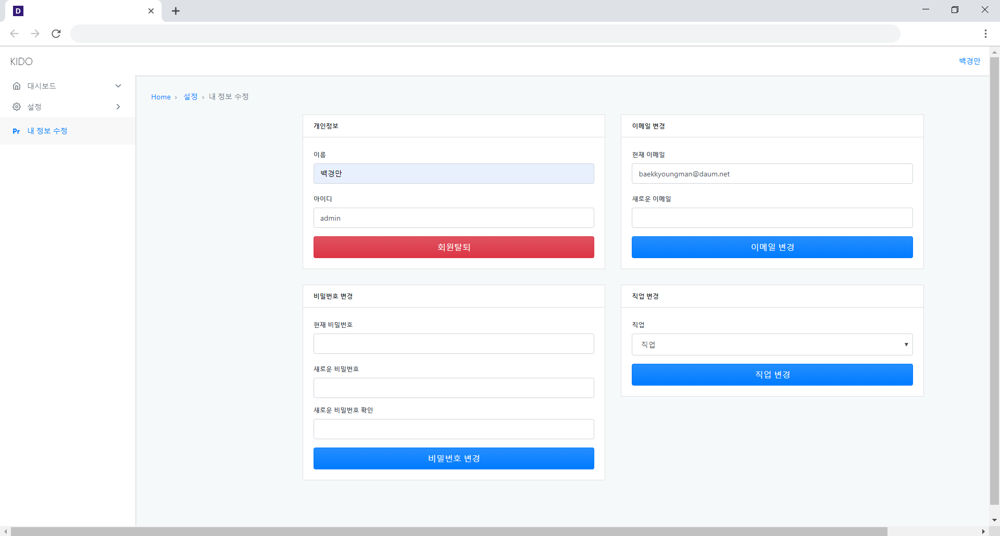 D
KIDO
백경만
대시보드
설정
Pr 내 정보 수정
Home › 설정 › 내 정보 수정
개인정보
이름
백경만
아이디
admin
회원탈퇴
이메일 변경
현재 이메일
baekkyoungman@daum.net
새로운 이메일
이메일 변경
비밀번호 변경
현재 비밀번호
새로운 비밀번호
새로운 비밀번호 확인
비밀번호 변경
직업 변경
직업
직업
직업 변경